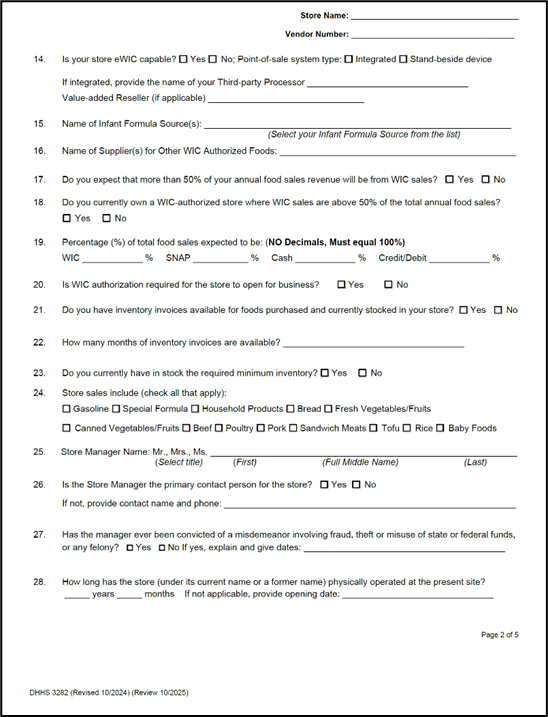 Store Name: ______________________
Vendor Number: ______________________
14. Is your store eWIC capable? ☐ Yes ☐ No; Point-of-sale system type: ☐ Integrated ☐ Stand-beside device
If integrated, provide the name of your Third-party Processor ______________________
Value-added Reseller (if applicable) ______________________
15. Name of Infant Formula Source(s): ______________________
(Select your Infant Formula Source from the list)
16. Name of Supplier(s) for Other WIC Authorized Foods: ______________________
17. Do you expect that more than 50% of your annual food sales revenue will be from WIC sales? ☐ Yes ☐ No
18. Do you currently own a WIC-authorized store where WIC sales are above 50% of the total annual food sales?
☐ Yes ☐ No
19. Percentage (%) of total food sales expected to be: (NO Decimals, Must equal 100%)
WIC ____________ % SNAP ___________ % Cash ____________ % Credit/Debit ____________ %
20. Is WIC authorization required for the store to open for business? ☐ Yes ☐ No
21. Do you have inventory invoices available for foods purchased and currently stocked in your store? ☐ Yes ☐ No
22. How many months of inventory invoices are available? ______________________
23. Do you currently have in stock the required minimum inventory? ☐ Yes ☐ No
24. Store sales include (check all that apply):
☐ Gasoline ☐ Special Formula ☐ Household Products ☐ Bread ☐ Fresh Vegetables/Fruits
☐ Canned Vegetables/Fruits ☐ Beef ☐ Poultry ☐ Pork ☐ Sandwich Meats ☐ Tofu ☐ Rice ☐ Baby Foods
25. Store Manager Name: Mr., Mrs., Ms. ______________________
(Select title) (First) (Full Middle Name) (Last)
26. Is the Store Manager the primary contact person for the store? ☐ Yes ☐ No
If not, provide contact name and phone: ______________________
27. Has the manager ever been convicted of a misdemeanor involving fraud, theft or misuse of state or federal funds,
or any felony? ☐ Yes ☐ No If yes, explain and give dates: ______________________
28. How long has the store (under its current name or a former name) physically operated at the present site?
_____ years _____ months If not applicable, provide opening date: ______________________
Page 2 of 5
DHHS 3282 (Revised 10/2024) (Review 10/2025)